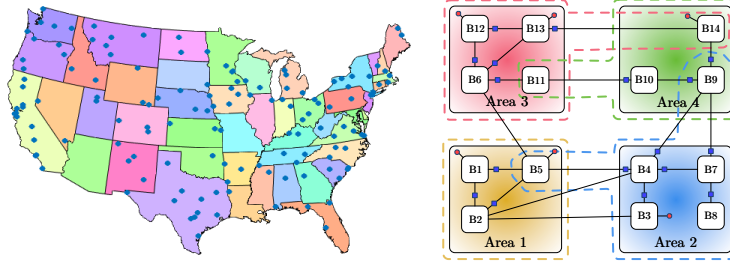 B12 B13 B14
B6 B11 B10 B9
Area 3 Area 4
B1 B5 B4 B7
B2 B3 B8
Area 1 Area 2